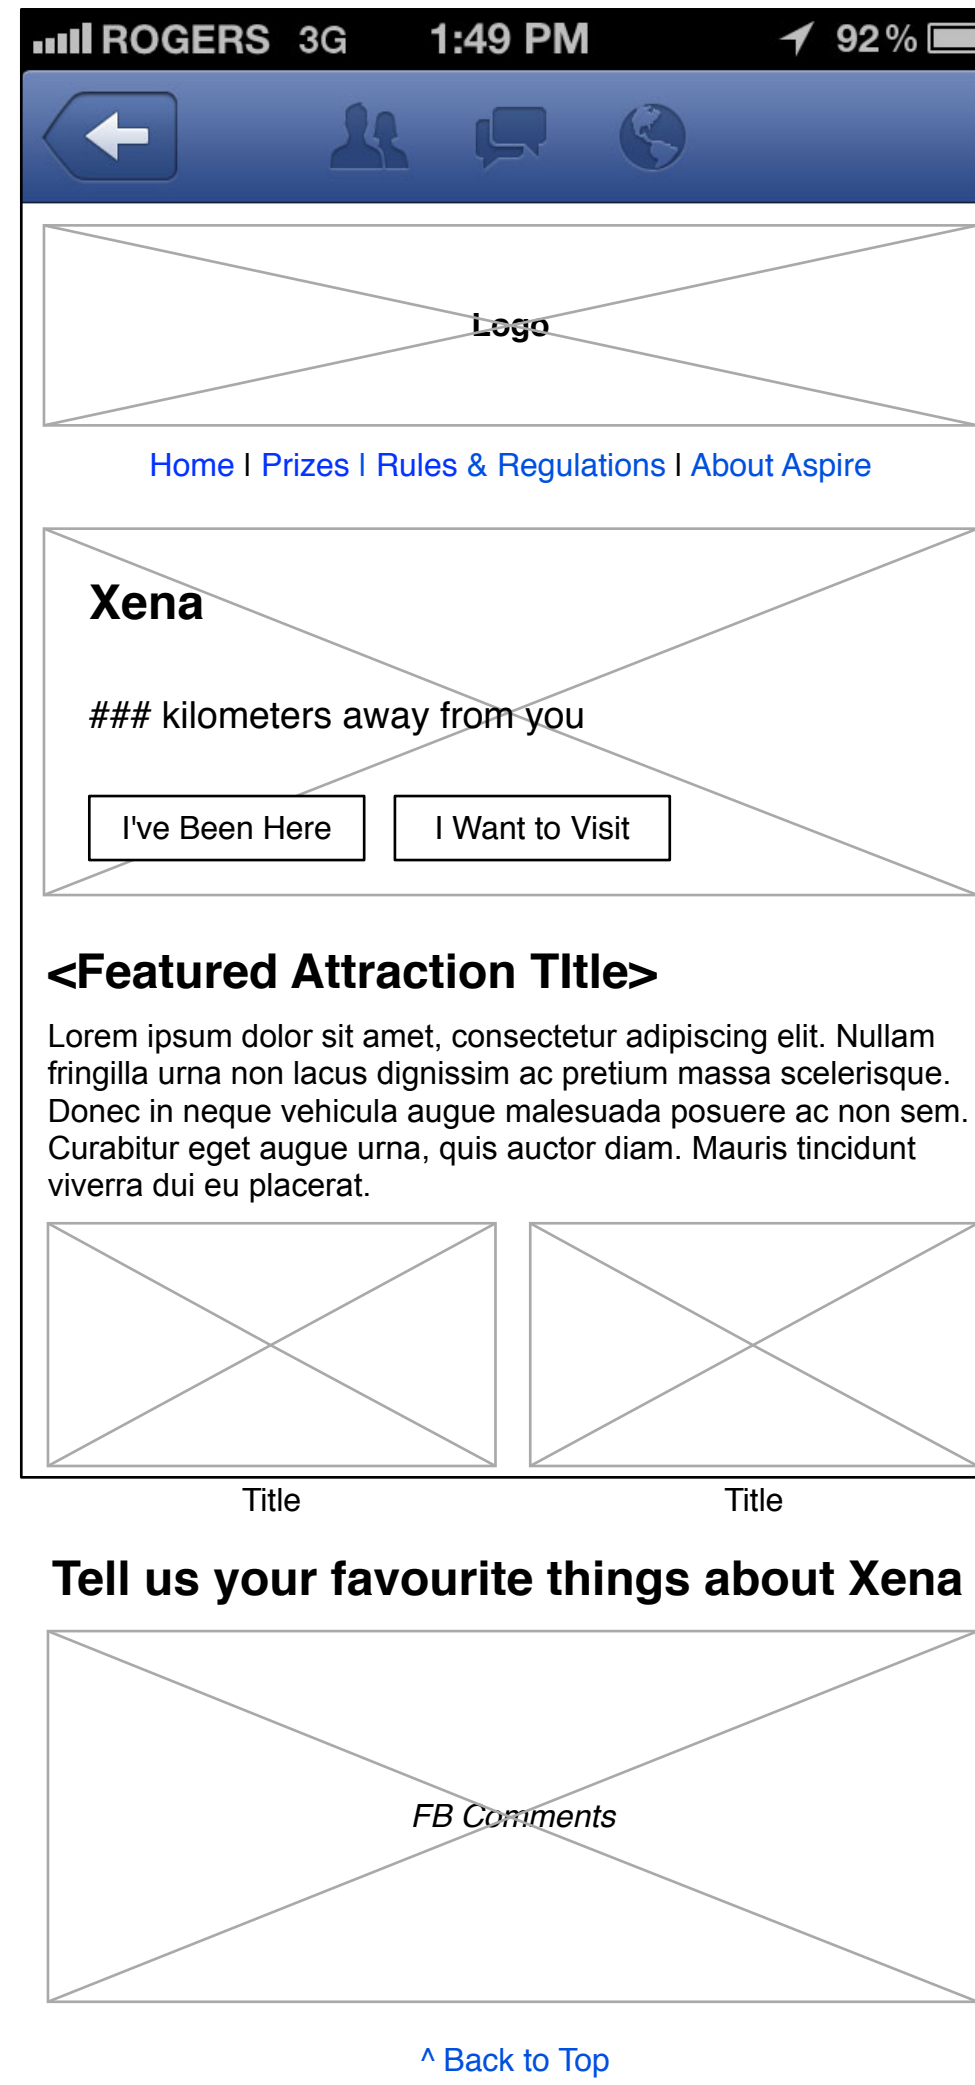 ROGERS 3G 1:49 PM 92%
Logo
Home | Prizes | Rules & Regulations | About Aspire
Xena
### kilometers away from you
I've Been Here I Want to Visit
<Featured Attraction TItle>
Lorem ipsum dolor sit amet, consectetur adipiscing elit. Nullam
fringilla urna non lacus dignissim ac pretium massa scelerisque.
Donec in neque vehicula augue malesuada posuere ac non sem.
Curabitur eget augue urna, quis auctor diam. Mauris tincidunt
viverra dui eu placerat.
Title Title
Tell us your favourite things about Xena
FB Comments
^ Back to Top